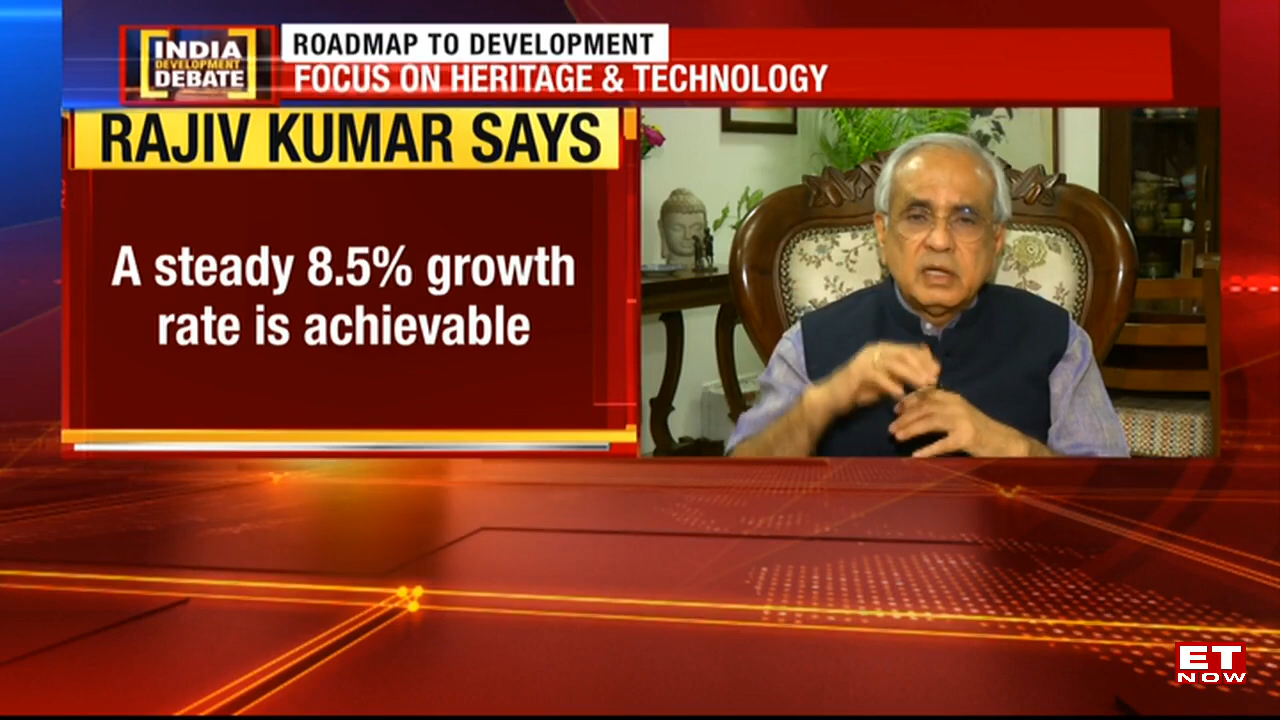 INDIA
DEVELOPMENT
DEBATE
ROADMAP TO DEVELOPMENT
FOCUS ON HERITAGE & TECHNOLOGY
RAJIV KUMAR SAYS
A steady 8.5% growth
rate is achievable
ET
NOW